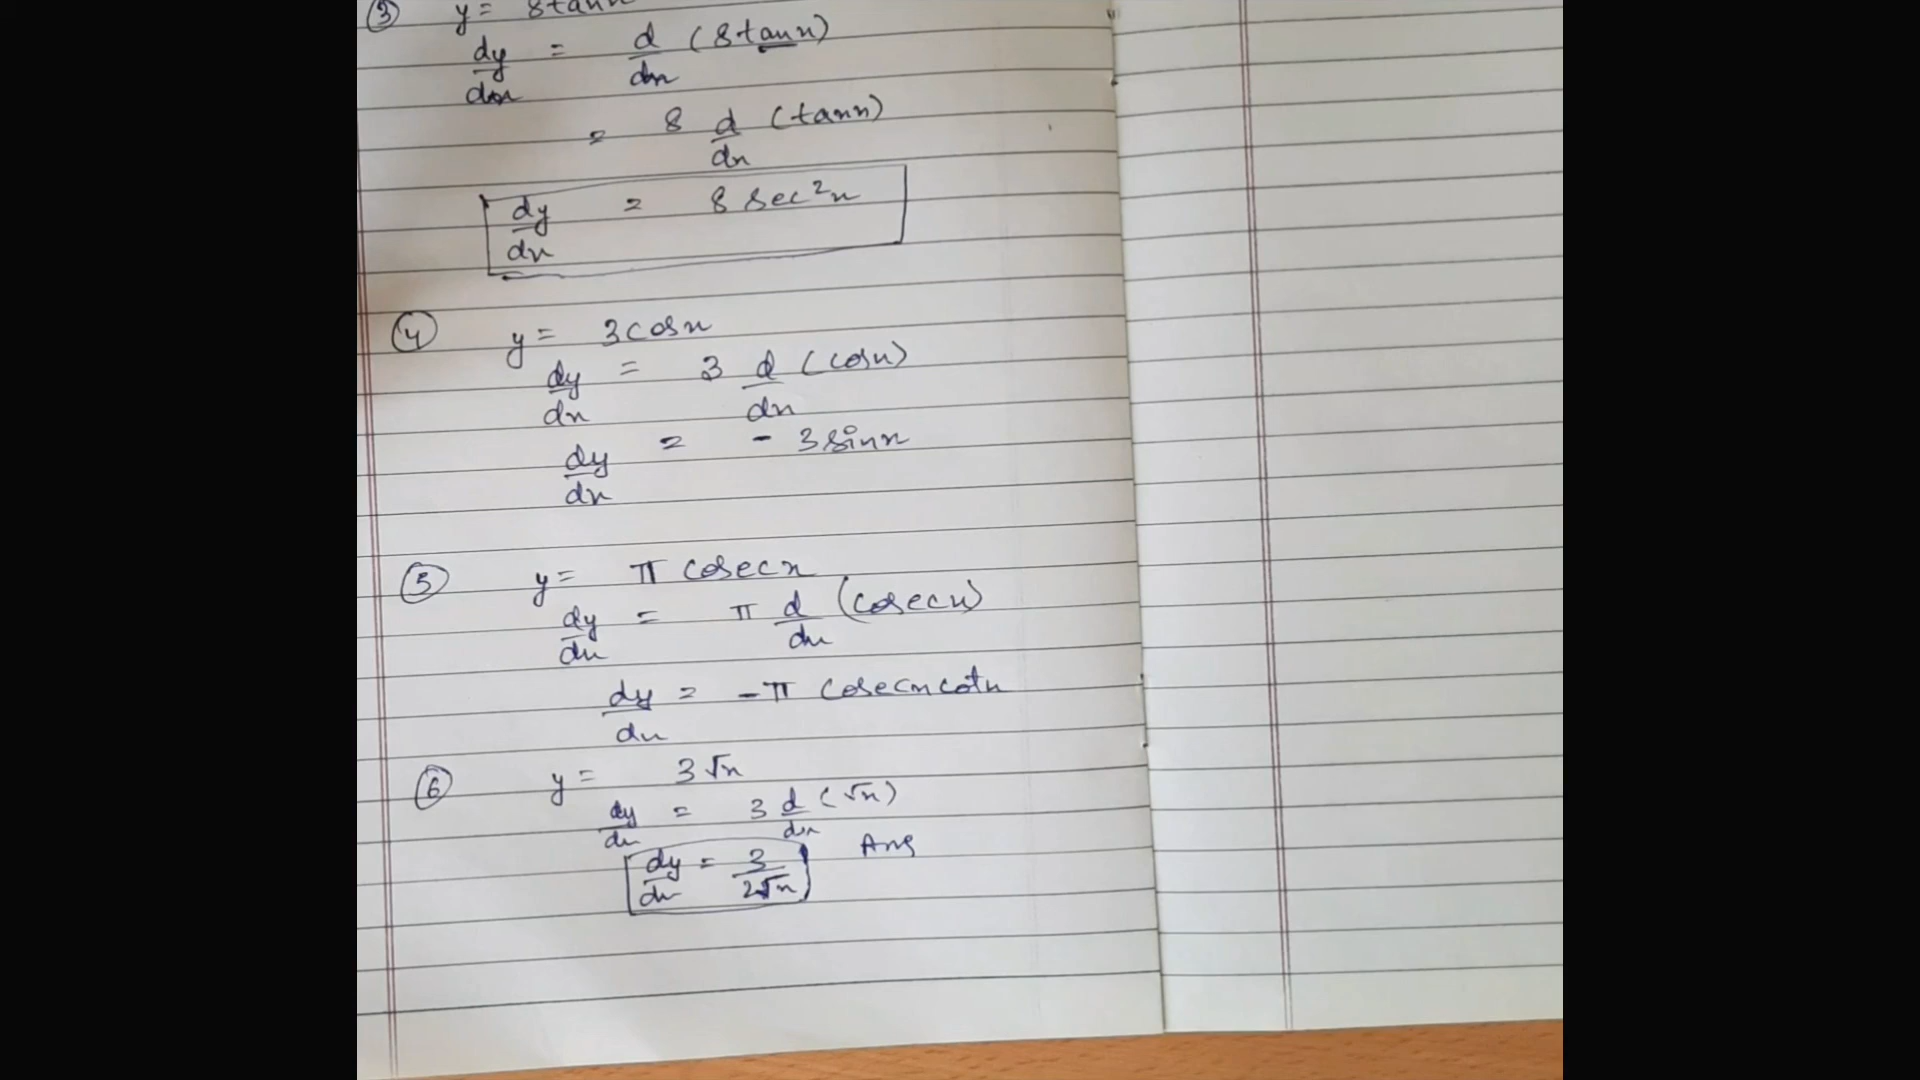 ③ y = 8tanx
dy/dx = d/dx (8tanx)
= 8 d/dx (tanx)
dy/dx = 8 sec²x
④ y = 3cosx
dy/dx = 3 d/dx (cosx)
dy/dx = - 3sinx
⑤ y = π cosecx
dy/dx = π d/dx (cosecx)
dy/dx = -π cosecx cotx
⑥ y = 3√x
dy/dx = 3 d/dx (√x)
dy/dx = 3/2√x Ans